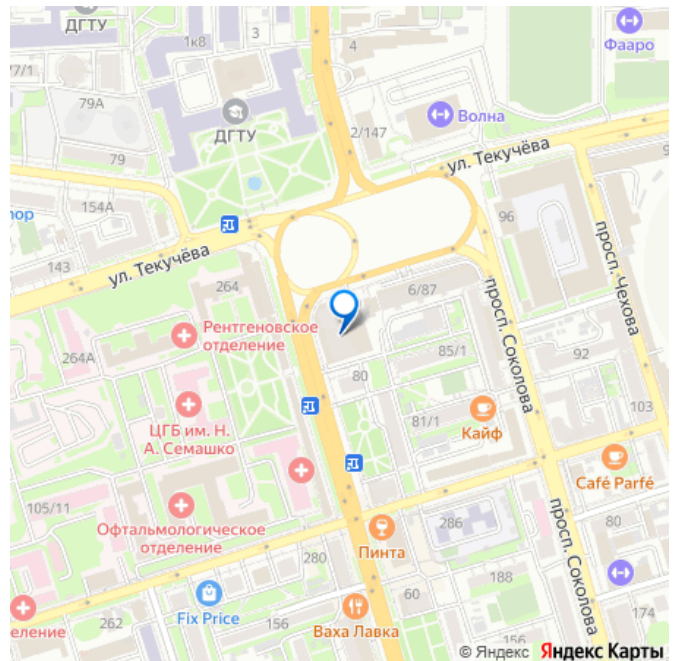 ДГТУ
1к8
3
4
Фааро
77/1
79А
ДГТУ
Волна
2/147
79
ул. Текучёва
154А
96
143
ул. Текучёва
264
6/87
просп. Чехова
просп. Соколова
Рентгеновское
отделение
264А
85/1
92
80
ЦГБ им. Н.
А. Семашко
81/1
Кайф
103
Café Parfé
105/11
Офтальмологическое
отделение
286
80
280
Пинта
просп. Соколова
188
Fix Price
60
262
156
Ваха Лавка
156
174
© Яндекс Яндекс Карты